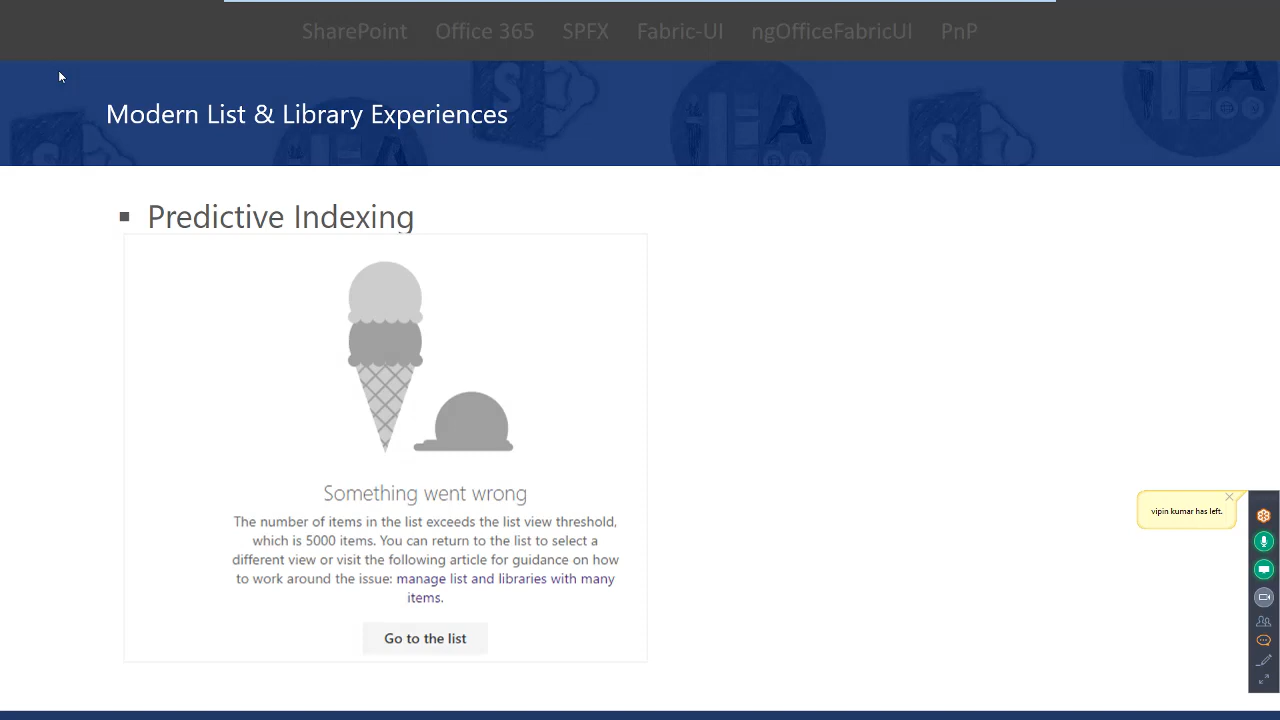 SharePoint Office 365 SPFX Fabric-UI ngOfficeFabricUI PnP
Modern List & Library Experiences
▪ Predictive Indexing
Something went wrong
The number of items in the list exceeds the list view threshold,
which is 5000 items. You can return to the list to select a
different view or visit the following article for guidance on how
to work around the issue: manage list and libraries with many
items.
Go to the list
vipin kumar has left.